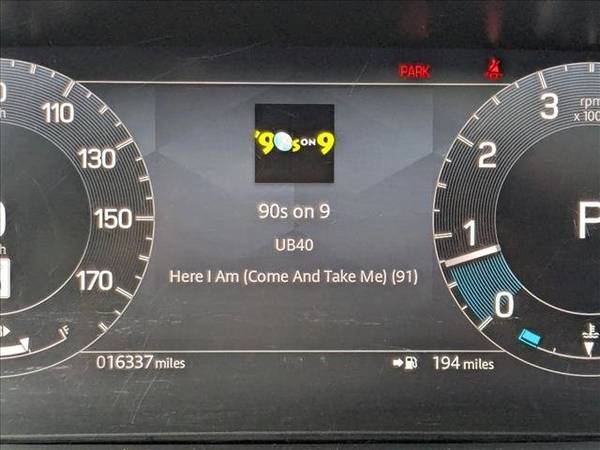 PARK
110
130
150
170
'90s ON 9
90s on 9
UB40
Here I Am (Come And Take Me) (91)
016337 miles
194 miles
3
2
1
0
rpm
P
F